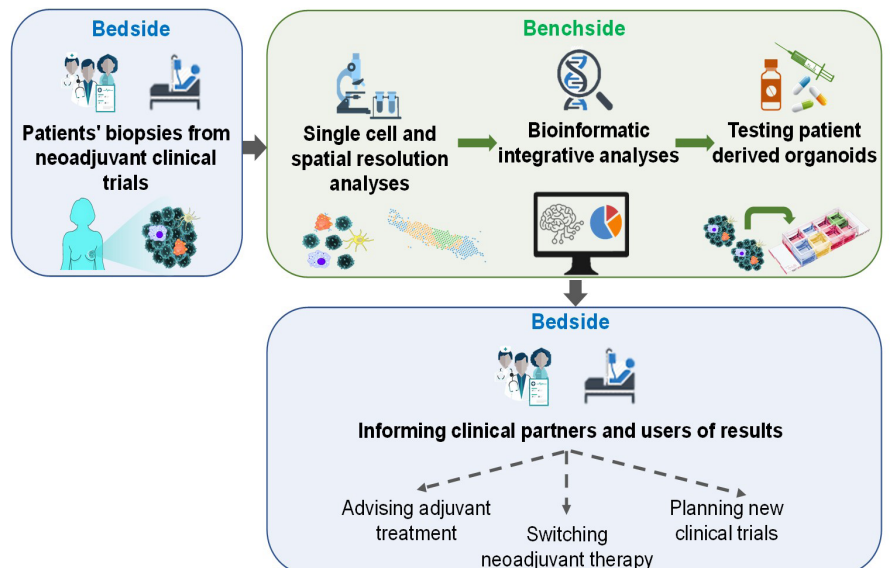 Bedside
Patients' biopsies from
neoadjuvant clinical
trials
Benchside
Single cell and
spatial resolution
analyses
Bioinformatic
integrative analyses
Testing patient
derived organoids
Bedside
Informing clinical partners and users of results
Advising adjuvant
treatment
Switching
neoadjuvant therapy
Planning new
clinical trials